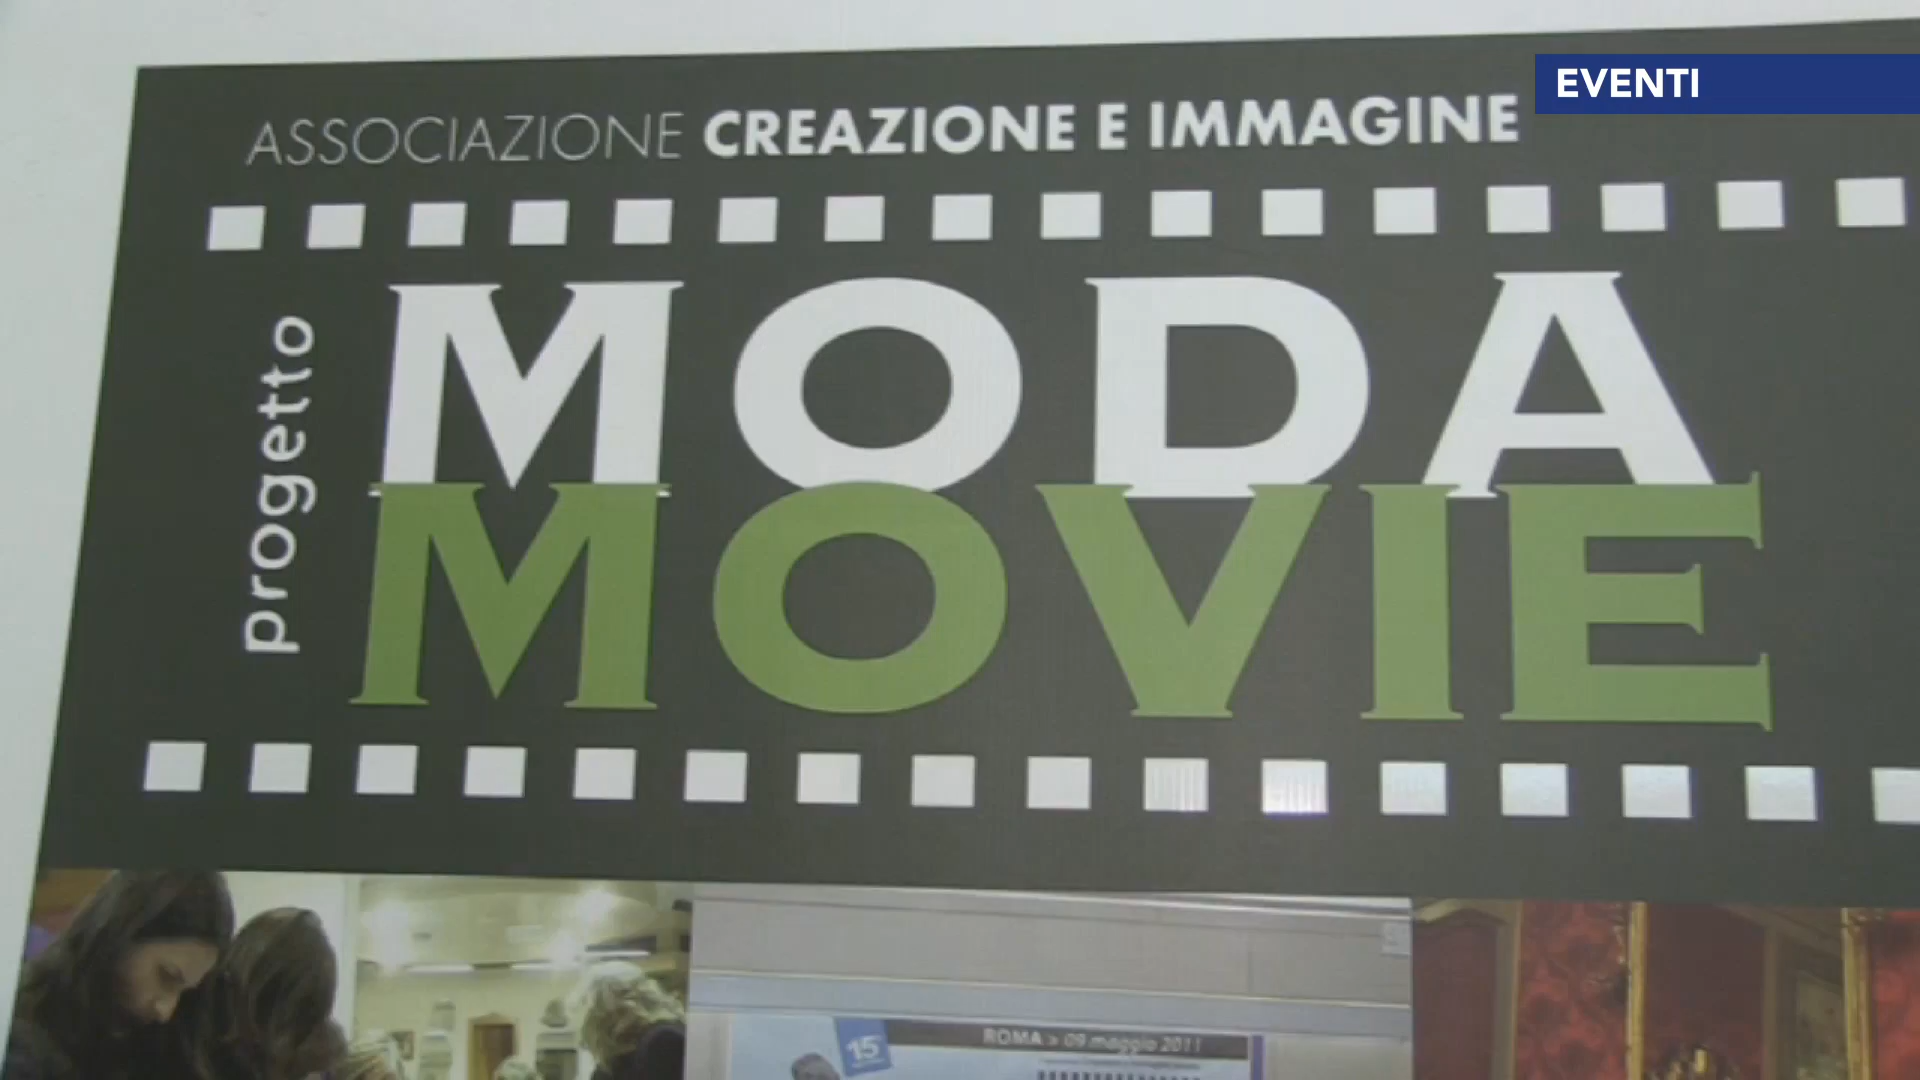 EVENTI
ASSOCIAZIONE CREAZIONE E IMMAGINE
progetto
MODA
MOVIE
15
ROMA > 09 maggio 2011